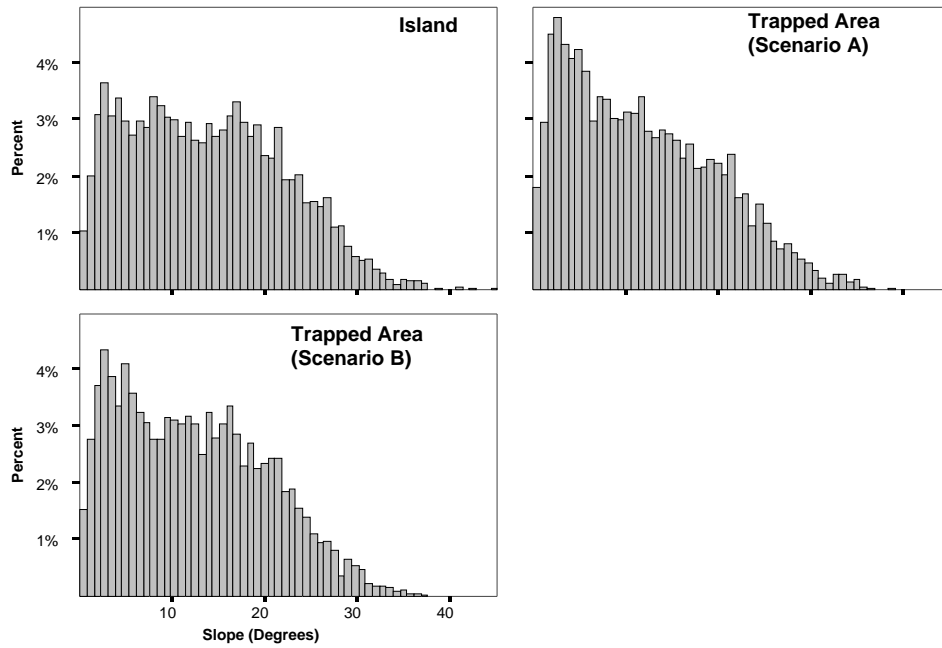 Island
4%
3%
2%
1%
Percent
Trapped Area
(Scenario A)
Trapped Area
(Scenario B)
4%
3%
2%
1%
Percent
10 20 30 40
Slope (Degrees)